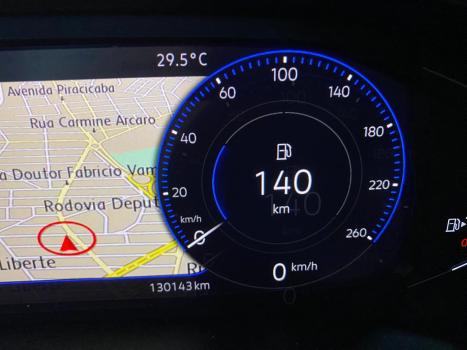 29.5°C
Avenida Piracicaba
Rua Carmine Arcaro
a Doutor Fabricio Vam
Rodovia Deput
Liberte
Ri
130143 km
0
20
40
60
100
140
180
220
260
km/h
140
km
0 km/h